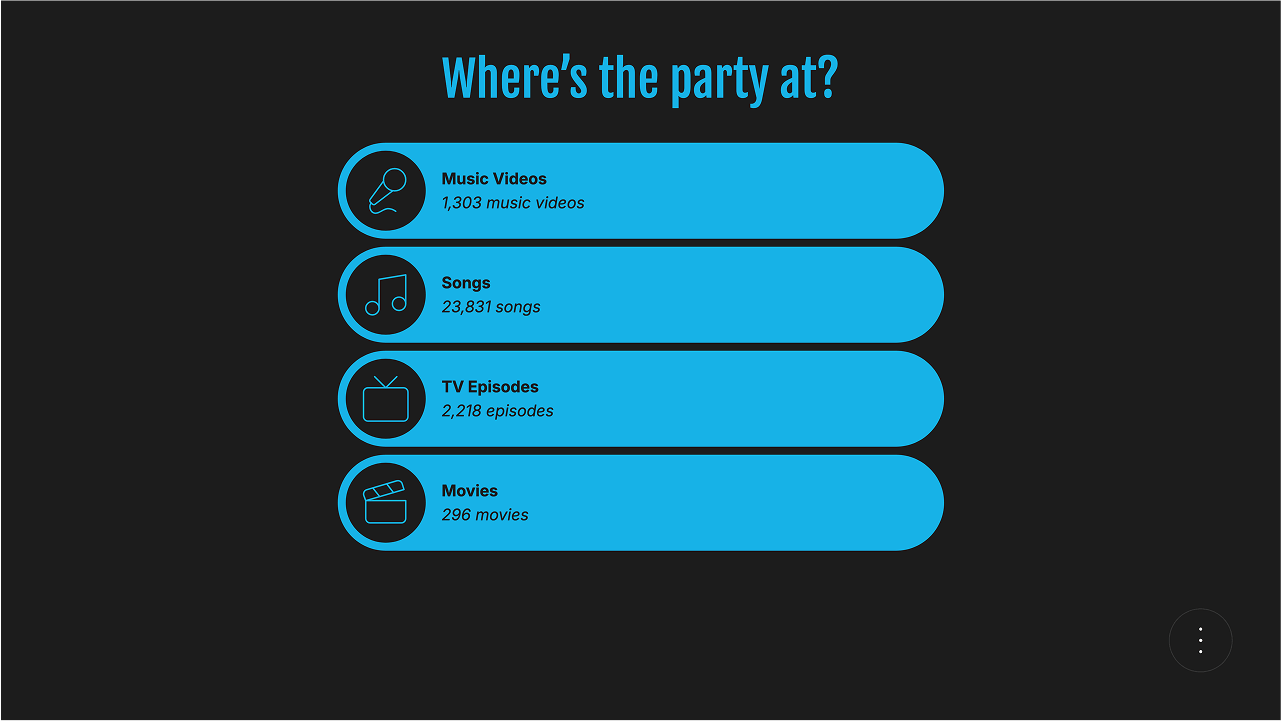 Where’s the party at?
Music Videos
1,303 music videos
Songs
23,831 songs
TV Episodes
2,218 episodes
Movies
296 movies